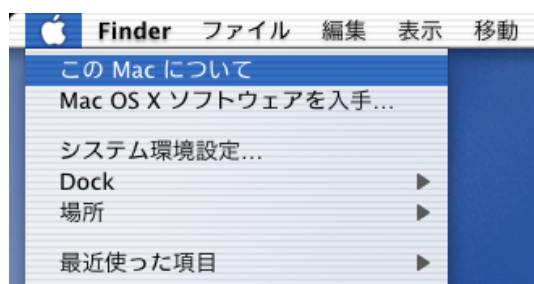 Finder ファイル 編集 表示 移動
この Mac について
Mac OS X ソフトウェアを入手...
システム環境設定...
Dock
場所
最近使った項目